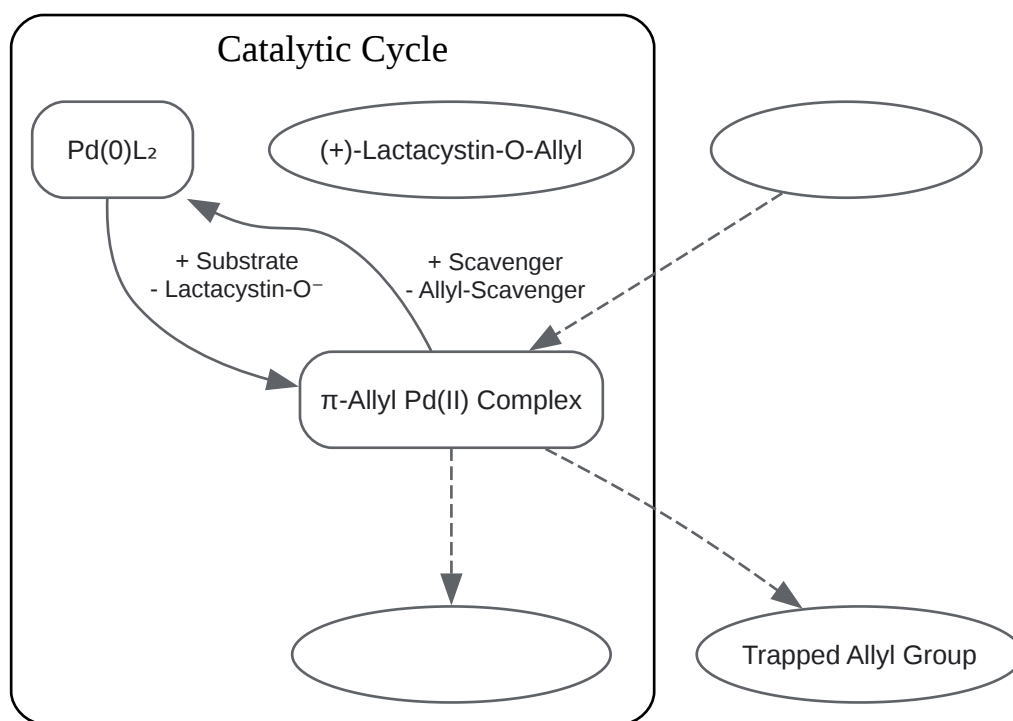 Catalytic Cycle
Pd(0)L₂
(+)-Lactacystin-O-Allyl
+ Substrate
- Lactacystin-O⁻
+ Scavenger
- Allyl-Scavenger
π-Allyl Pd(II) Complex
Trapped Allyl Group